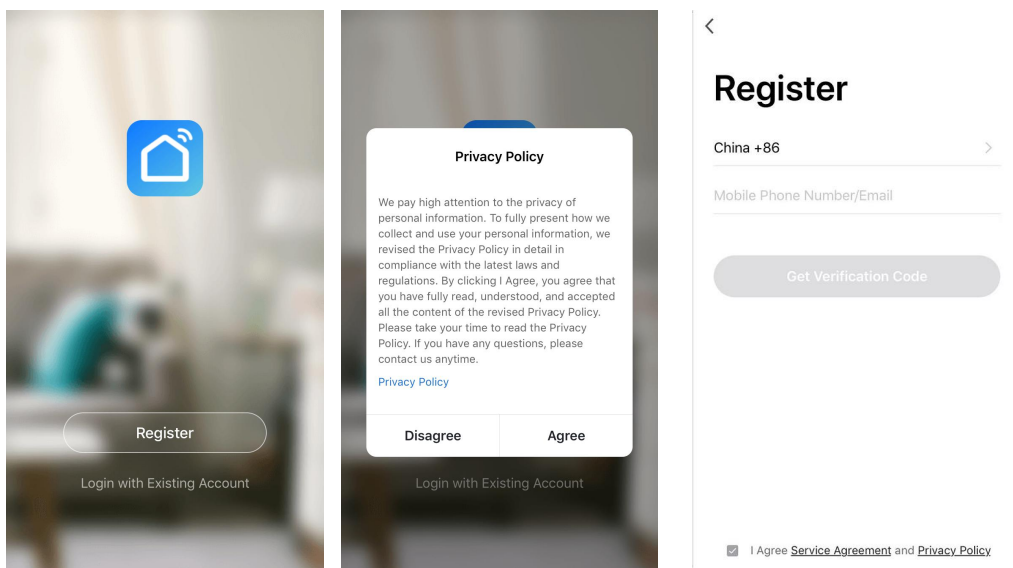 Register
Login with Existing Account
Privacy Policy
We pay high attention to the privacy of
personal information. To fully present how we
collect and use your personal information, we
revised the Privacy Policy in detail in
compliance with the latest laws and
regulations. By clicking I Agree, you agree that
you have fully read, understood, and accepted
all the content of the revised Privacy Policy.
Please take your time to read the Privacy
Policy. If you have any questions, please
contact us anytime.
Privacy Policy
Disagree
Agree
Login with Existing Account
Register
China +86
Mobile Phone Number/Email
Get Verification Code
I Agree Service Agreement and Privacy Policy